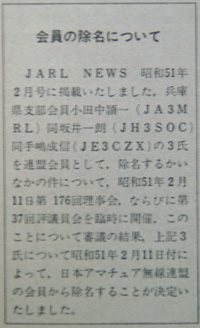 会員の除名について
JARL NEWS 昭和51年
2月号に掲載いたしました，兵庫
県支部会員小田中頴一（JA3M
RL）同坂井一朗（JH3SOC）
同手嶋成信（JE3CZX）の3氏
を連盟会員として，除名するかい
なかの件について，昭和51年2月
11日第176回理事会，ならびに第
37回評議員会を臨時に開催，この
ことについて審議の結果，上記3
氏について昭和51年2月11日付に
よって，日本アマチュア無線連盟
の会員から除名することが決定い
たしました。